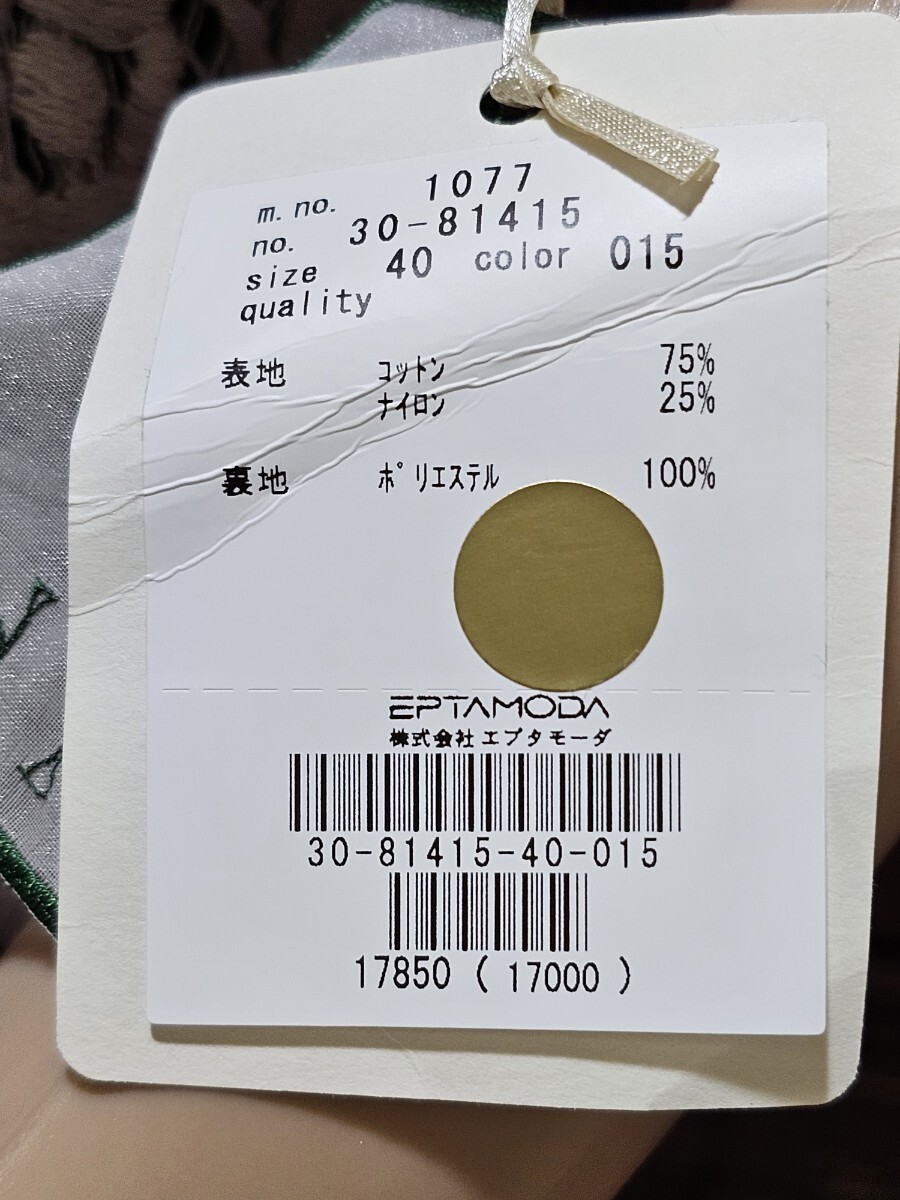 m.no. 1077
no. 30-81415
size 40 color 015
quality
表地 コットン 75%
ナイロン 25%
裏地 ポリエステル 100%
EPTAMODA
株式会社エプタモーダ
30-81415-40-015
17850 ( 17000 )